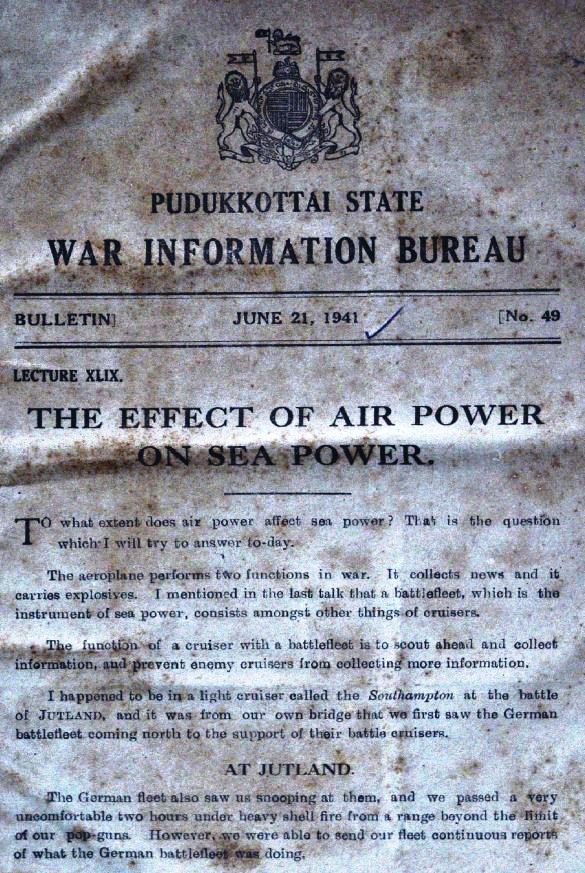 PUDUKKOTTAI STATE
WAR INFORMATION BUREAU
BULLETIN] JUNE 21, 1941 [No. 49
LECTURE XLIX.
THE EFFECT OF AIR POWER
ON SEA POWER.
TO what extent does air power affect sea power? That is the question
which I will try to answer to-day.
The aeroplane performs two functions in war. It collects news and it
carries explosives. I mentioned in the last talk that a battlefleet, which is the
instrument of sea power, consists amongst other things of cruisers.
The function of a cruiser with a battlefleet is to scout ahead and collect
information, and prevent enemy cruisers from collecting more information.
I happened to be in a light cruiser called the Southampton at the battle
of JUTLAND, and it was from our own bridge that we first saw the German
battlefleet coming north to the support of their battle cruisers.
AT JUTLAND.
The German fleet also saw us snooping at them, and we passed a very
uncomfortable two hours under heavy shell fire from a range beyond the limit
of our pop-guns. However, we were able to send our fleet continuous reports
of what the German battlefleet was doing.